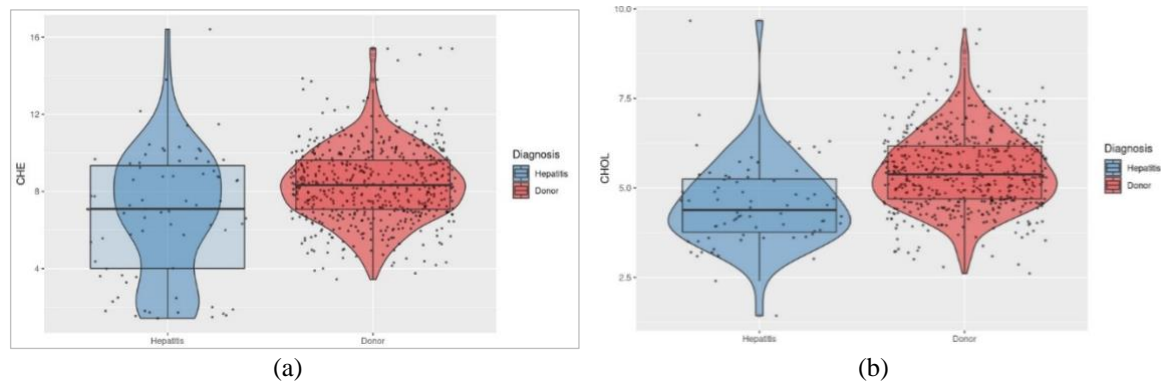 16
12
8
4
CHE
Hepatitis
Donor
Diagnosis
Hepatitis
Donor
(a)
10.0
7.5
5.0
2.5
CHOL
Hepatitis
Donor
Diagnosis
Hepatitis
Donor
(b)